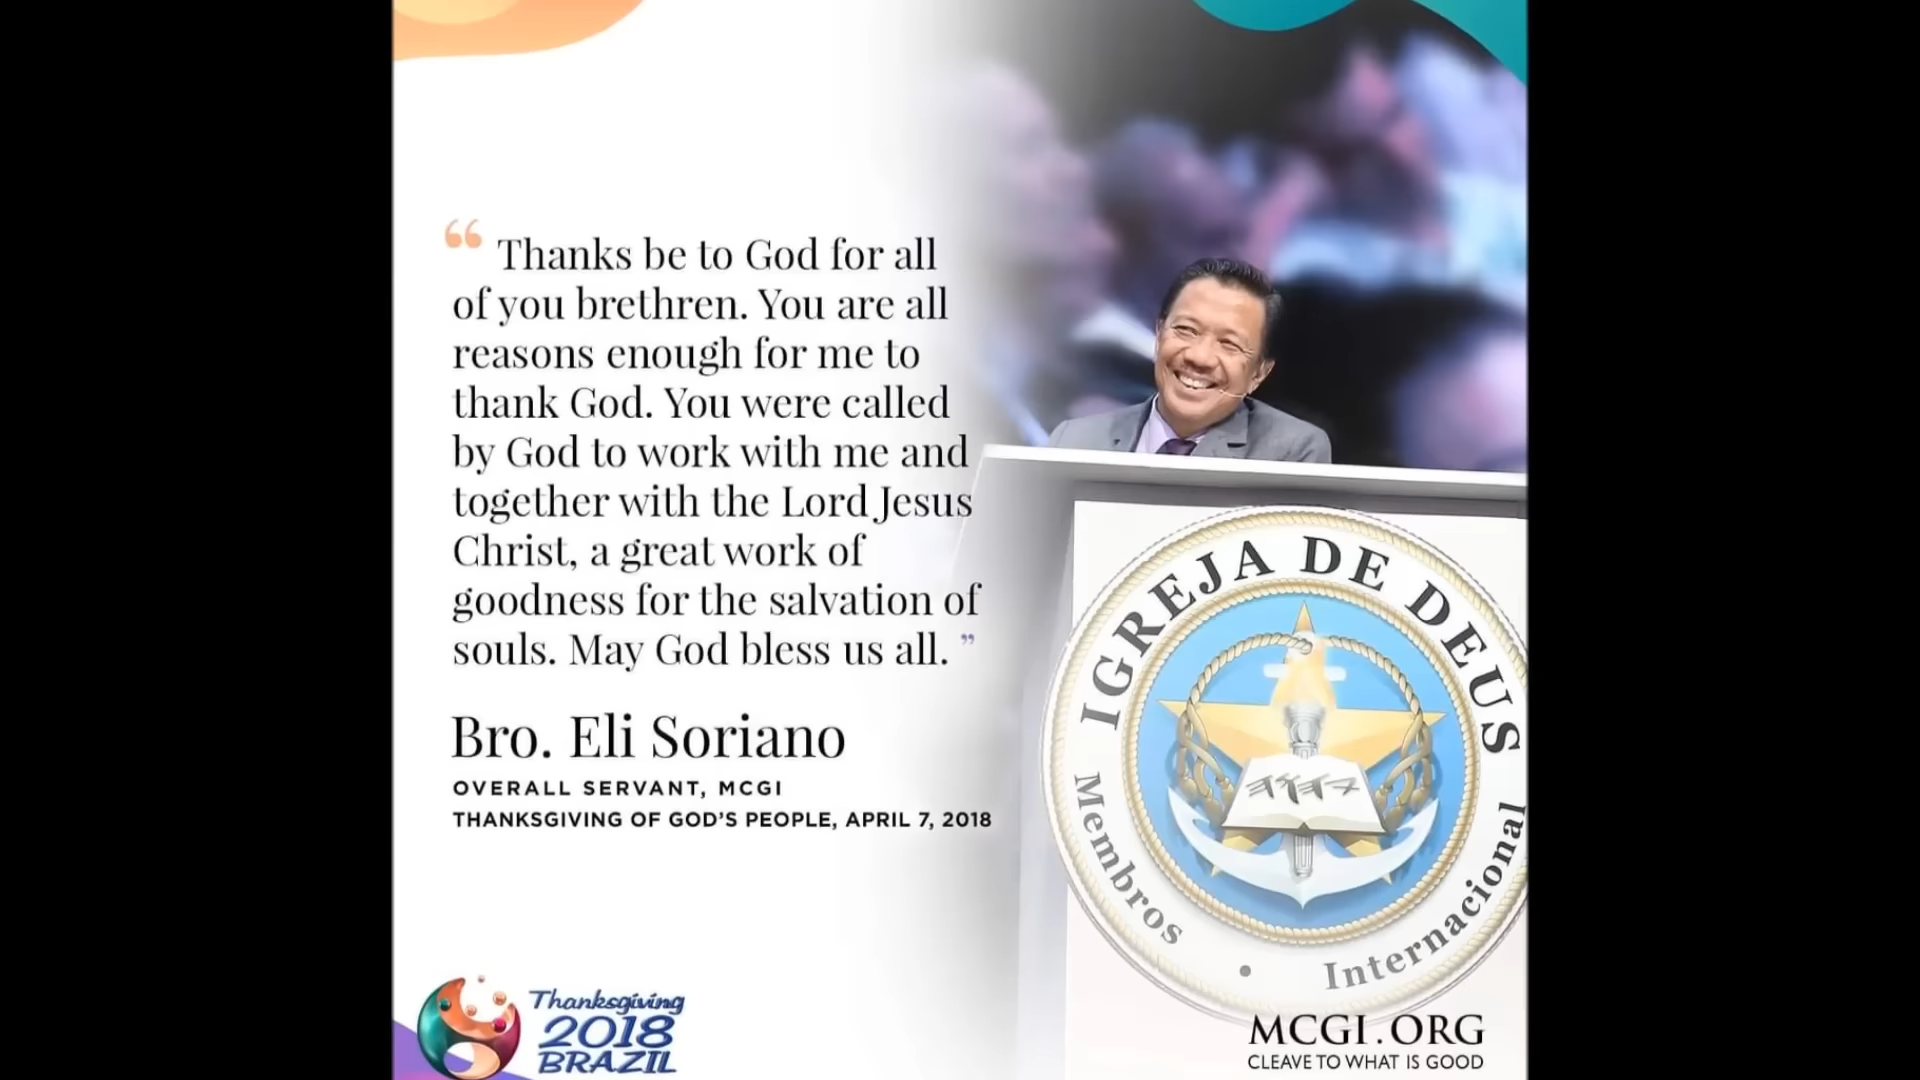 “ Thanks be to God for all
of you brethren. You are all
reasons enough for me to
thank God. You were called
by God to work with me and
together with the Lord Jesus
Christ, a great work of
goodness for the salvation of
souls. May God bless us all. ”
Bro. Eli Soriano
OVERALL SERVANT, MCGI
THANKSGIVING OF GOD’S PEOPLE, APRIL 7, 2018
IGREJA DE DEUS
Membros • Internacional
Thanksgiving
2018
BRAZIL
MCGI.ORG
CLEAVE TO WHAT IS GOOD